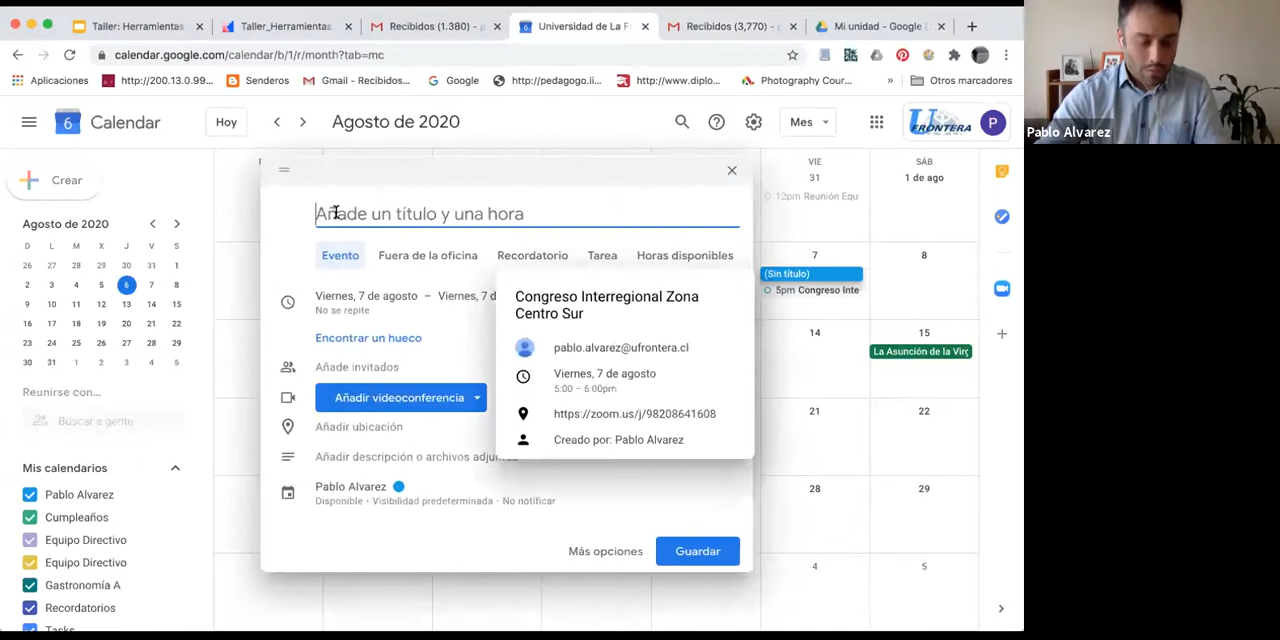 Taller: Herramientas
Taller_Herramientas
Recibidos (1.380) - p
Universidad de La Fr
Recibidos (3,770) - p
Mi unidad - Google D
calendar.google.com/calendar/b/1/r/month?tab=mc
Aplicaciones
http://200.13.0.99...
Senderos
Gmail - Recibidos...
Google
http://pedagogo.ii...
http://www.diplo...
Photography Cour...
»
Otros marcadores
6
Calendar
Hoy
Agosto de 2020
Mes
U
FRONTERA
P
Pablo Alvarez
Crear
Agosto de 2020
D L M X J V S
26 27 28 29 30 31 1
2 3 4 5 6 7 8
9 10 11 12 13 14 15
16 17 18 19 20 21 22
23 24 25 26 27 28 29
30 31 1 2 3 4 5
Reunirse con...
Buscar a gente
Mis calendarios
Pablo Alvarez
Cumpleaños
Equipo Directivo
Equipo Directivo
Gastronomía A
Recordatorios
Tasks
Añade un título y una hora
Evento
Fuera de la oficina
Recordatorio
Tarea
Horas disponibles
Viernes, 7 de agosto – Viernes, 7 d
No se repite
Encontrar un hueco
Añade invitados
Añadir videoconferencia
Añadir ubicación
Añadir descripción o archivos adjuntos
Pablo Alvarez
Disponible · Visibilidad predeterminada · No notificar
Más opciones
Guardar
Congreso Interregional Zona
Centro Sur
pablo.alvarez@ufrontera.cl
Viernes, 7 de agosto
5:00 – 6:00pm
https://zoom.us/j/98208641608
Creado por: Pablo Alvarez
D
VIE
SÁB
31
1 de ago
12pm Reunión Equ
7
8
(Sin título)
5pm Congreso Inte
14
15
La Asunción de la Virg
21
22
28
29
4
5